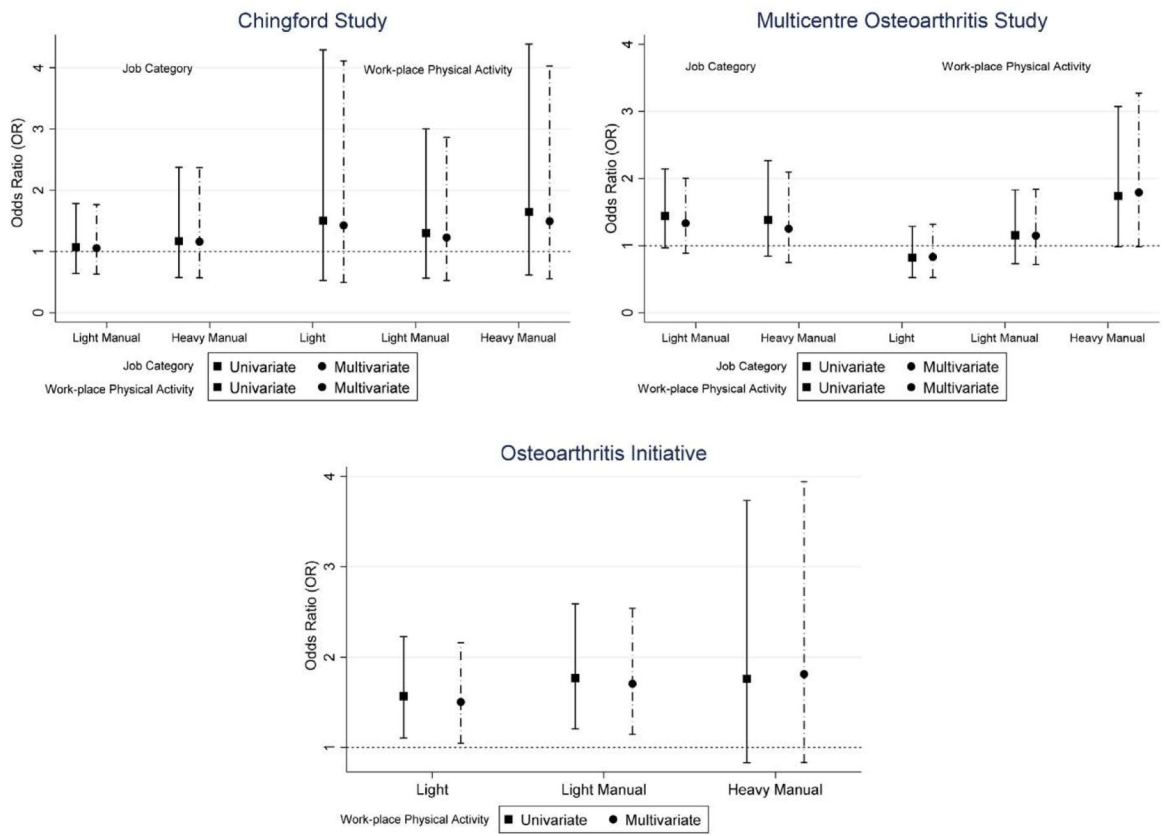 Chingford Study
Job Category
Work-place Physical Activity
Odds Ratio (OR)
4
3
2
1
0
Light Manual Heavy Manual Light Light Manual Heavy Manual
Job Category Univariate Multivariate
Work-place Physical Activity Univariate Multivariate
Multicentre Osteoarthritis Study
Job Category
Work-place Physical Activity
Odds Ratio (OR)
4
3
2
1
0
Light Manual Heavy Manual Light Light Manual Heavy Manual
Job Category Univariate Multivariate
Work-place Physical Activity Univariate Multivariate
Osteoarthritis Initiative
Odds Ratio (OR)
4
3
2
1
Light Light Manual Heavy Manual
Work-place Physical Activity Univariate Multivariate